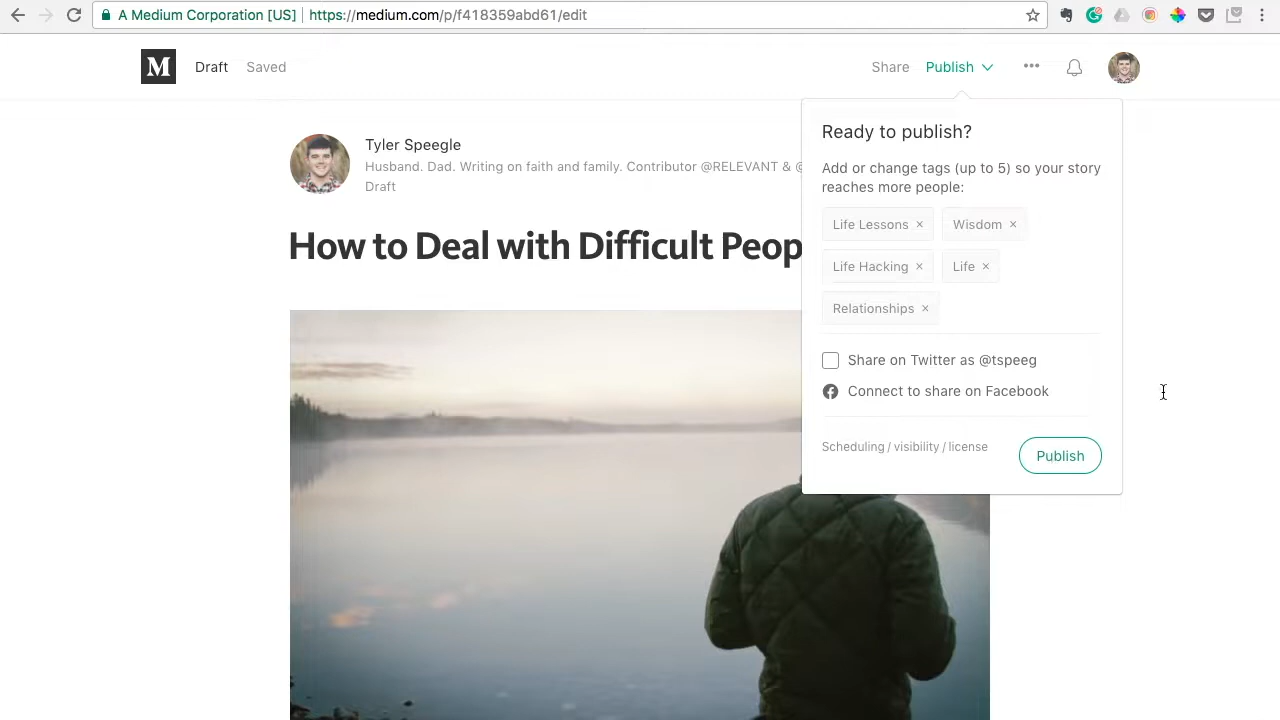 A Medium Corporation [US] https://medium.com/p/f418359abd61/edit
M Draft Saved Share Publish
Tyler Speegle
Husband. Dad. Writing on faith and family. Contributor @RELEVANT & @
Draft
How to Deal with Difficult Peop
Ready to publish?
Add or change tags (up to 5) so your story
reaches more people:
Life Lessons × Wisdom ×
Life Hacking × Life ×
Relationships ×
Share on Twitter as @tspeeg
Connect to share on Facebook
Scheduling / visibility / license Publish